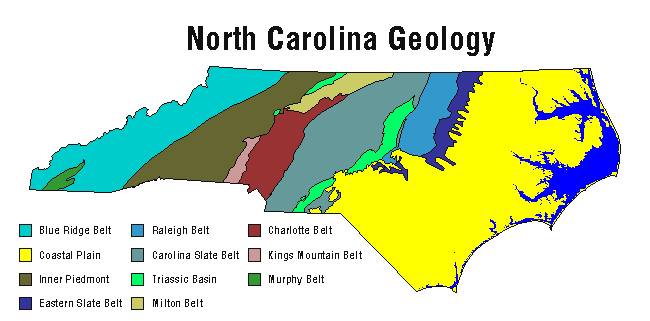 North Carolina Geology
Blue Ridge Belt
Raleigh Belt
Charlotte Belt
Coastal Plain
Carolina Slate Belt
Kings Mountain Belt
Inner Piedmont
Triassic Basin
Murphy Belt
Eastern Slate Belt
Milton Belt